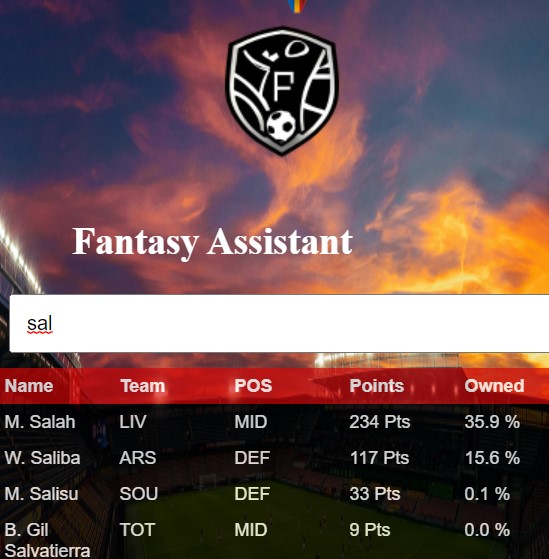 F
Fantasy Assistant
sal
Name Team POS Points Owned
M. Salah LIV MID 234 Pts 35.9 %
W. Saliba ARS DEF 117 Pts 15.6 %
M. Salisu SOU DEF 33 Pts 0.1 %
B. Gil TOT MID 9 Pts 0.0 %
Salvatierra